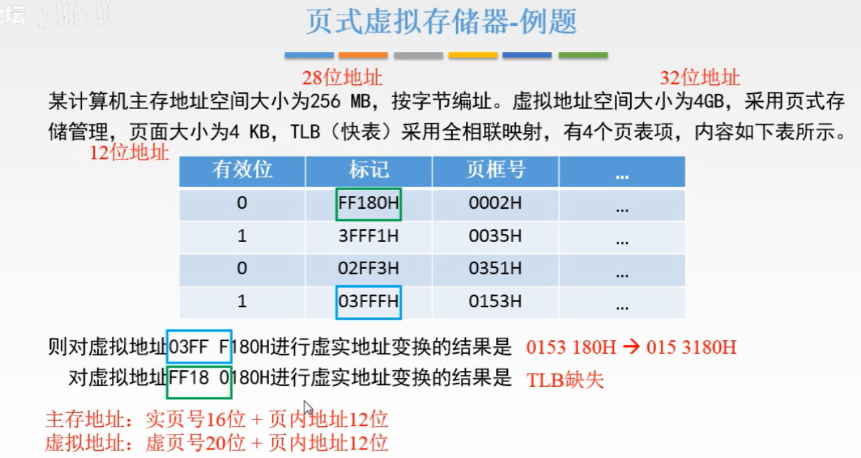 坛
页式虚拟存储器-例题
28位地址 32位地址
某计算机主存地址空间大小为256 MB，按字节编址。虚拟地址空间大小为4GB，采用页式存
储管理，页面大小为4 KB，TLB（快表）采用全相联映射，有4个页表项，内容如下表所示。
12位地址
有效位 标记 页框号 ...
0 FF180H 0002H ...
1 3FFF1H 0035H ...
0 02FF3H 0351H ...
1 03FFFH 0153H ...
则对虚拟地址03FF F180H进行虚实地址变换的结果是 0153 180H → 015 3180H
对虚拟地址FF18 0180H进行虚实地址变换的结果是 TLB缺失
主存地址：实页号16位 + 页内地址12位
虚拟地址：虚页号20位 + 页内地址12位